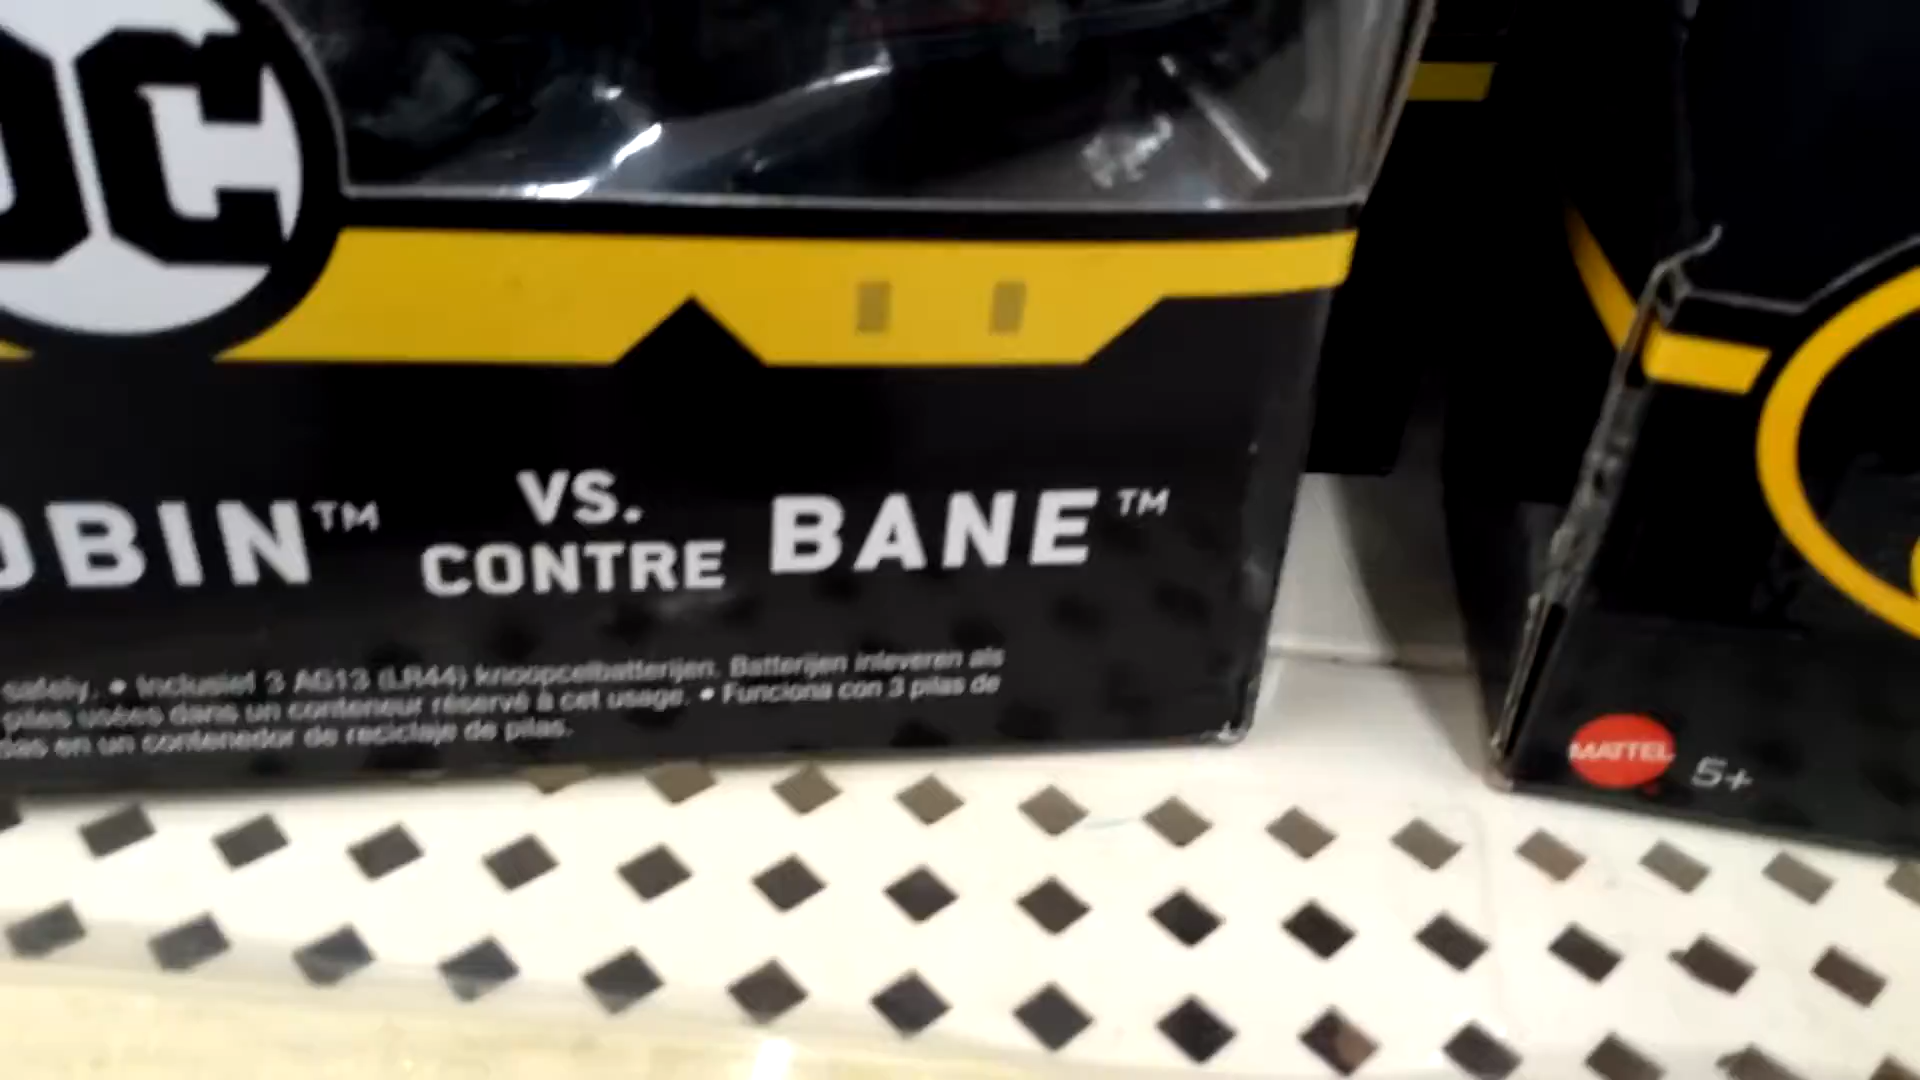 DC
OBIN™ VS. CONTRE BANE™
safely. • Inclusief 3 AG13 (LR44) knoopcelbatterijen. Batterijen inleveren als
piles usées dans un conteneur réservé à cet usage. • Funciona con 3 pilas de
en un contenedor de reciclaje de pilas.
MATTEL 5+